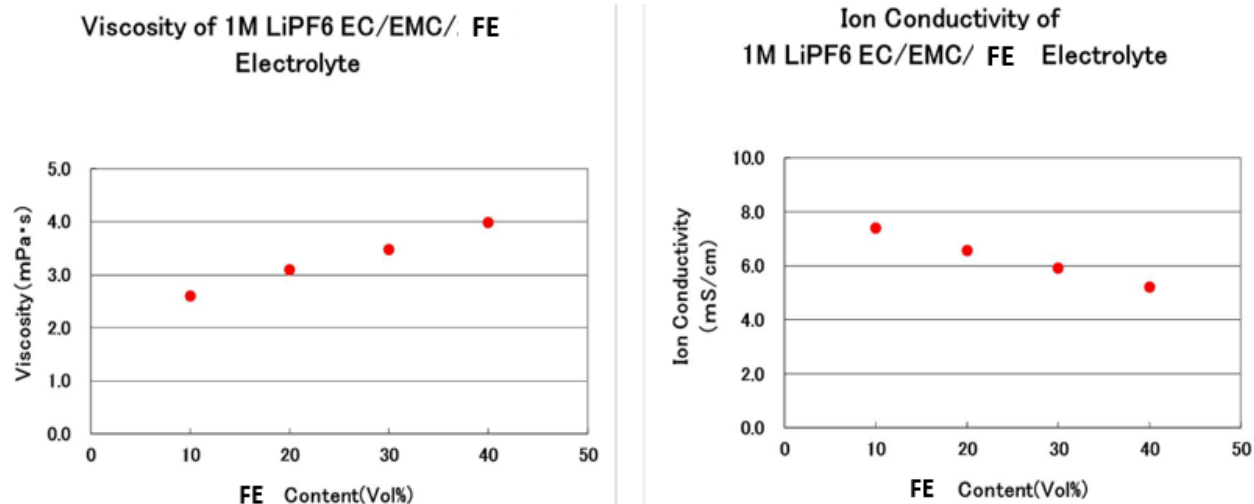 Viscosity of 1M LiPF6 EC/EMC/. FE
Electrolyte
5.0
4.0
3.0
2.0
1.0
0.0
Viscosity (mPa・s)
0 10 20 30 40 50
FE Content(Vol%)
Ion Conductivity of
1M LiPF6 EC/EMC/ FE Electrolyte
10.0
8.0
6.0
4.0
2.0
0.0
Ion Conductivity
(mS/cm)
0 10 20 30 40 50
FE Content(Vol%)